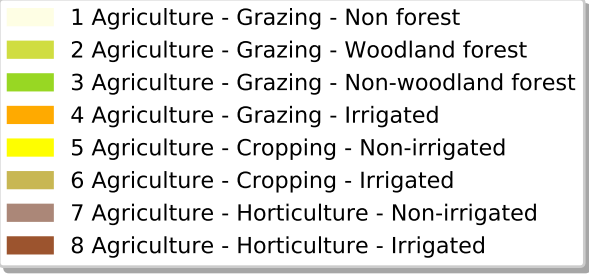 1 Agriculture - Grazing - Non forest
2 Agriculture - Grazing - Woodland forest
3 Agriculture - Grazing - Non-woodland forest
4 Agriculture - Grazing - Irrigated
5 Agriculture - Cropping - Non-irrigated
6 Agriculture - Cropping - Irrigated
7 Agriculture - Horticulture - Non-irrigated
8 Agriculture - Horticulture - Irrigated